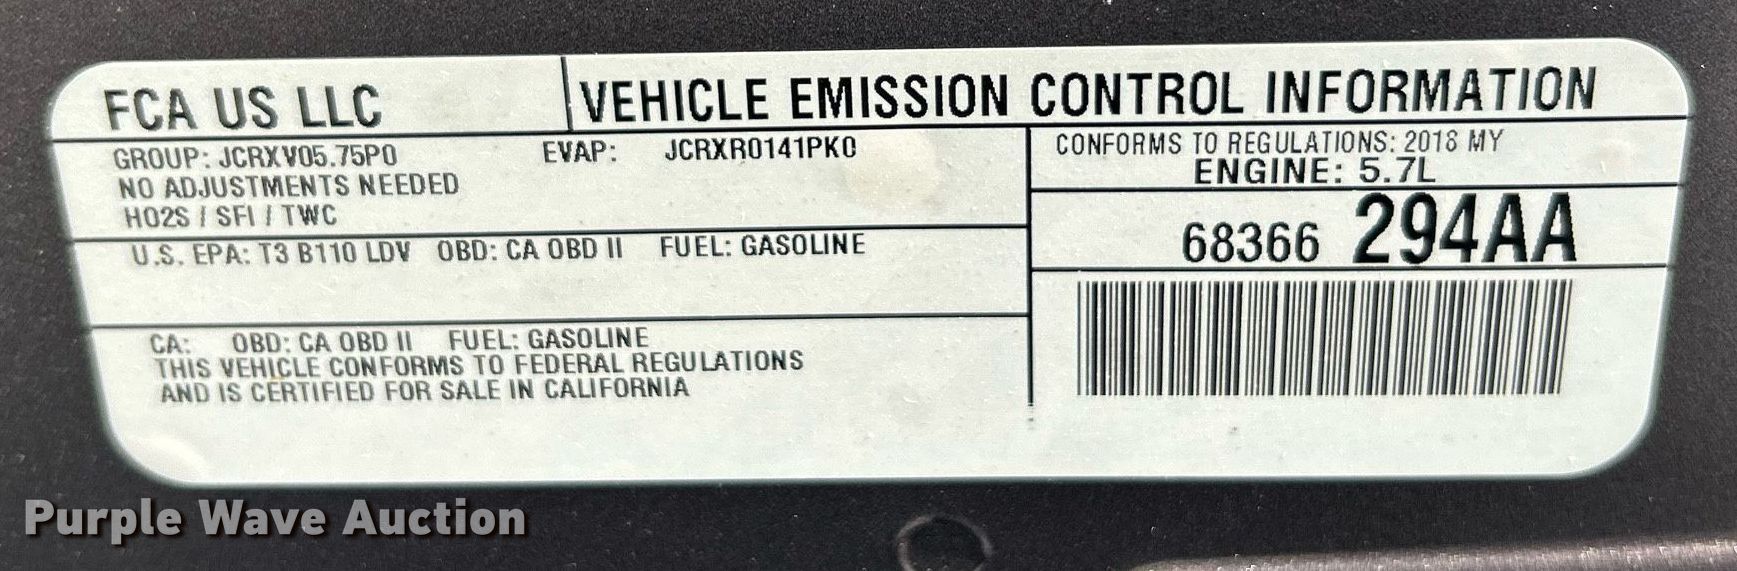 FCA US LLC
VEHICLE EMISSION CONTROL INFORMATION
GROUP: JCRXV05.75P0 EVAP: JCRXR0141PK0
NO ADJUSTMENTS NEEDED
HO2S / SFI / TWC
CONFORMS TO REGULATIONS: 2018 MY
ENGINE: 5.7L
68366 294AA
U.S. EPA: T3 B110 LDV OBD: CA OBD II FUEL: GASOLINE
CA: OBD: CA OBD II FUEL: GASOLINE
THIS VEHICLE CONFORMS TO FEDERAL REGULATIONS
AND IS CERTIFIED FOR SALE IN CALIFORNIA
Purple Wave Auction